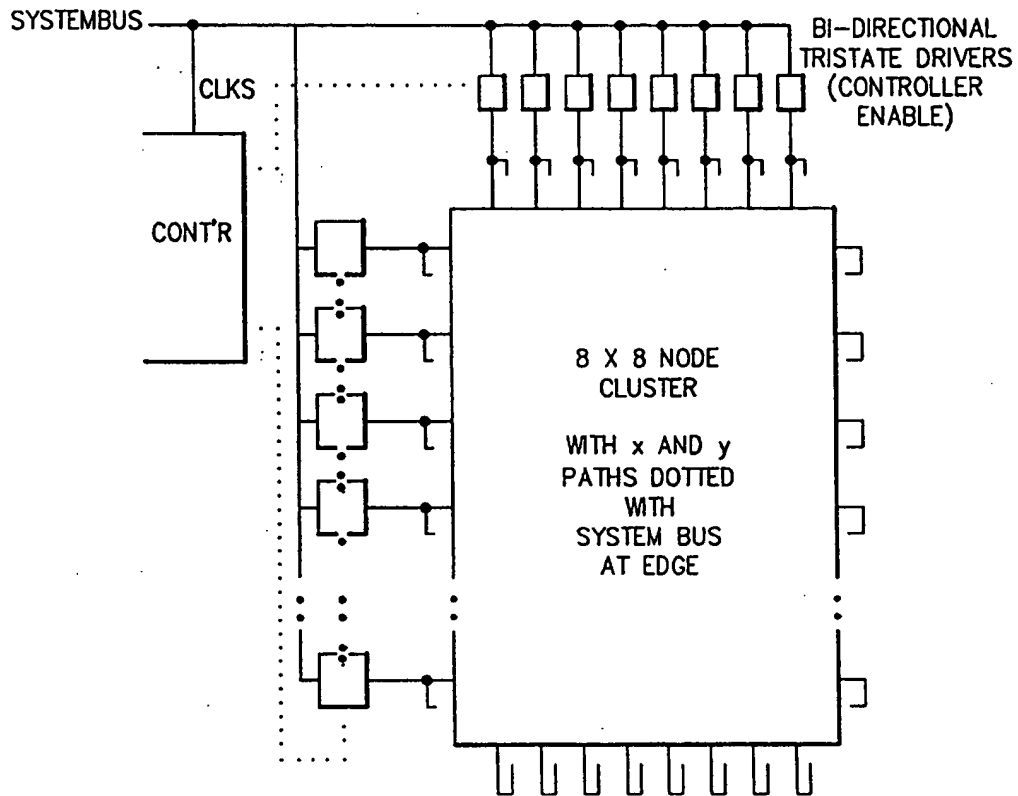 SYSTEMBUS
BI-DIRECTIONAL
TRISTATE DRIVERS
(CONTROLLER
ENABLE)
CLKS
CONT'R
8 X 8 NODE
CLUSTER
WITH x AND y
PATHS DOTTED
WITH
SYSTEM BUS
AT EDGE